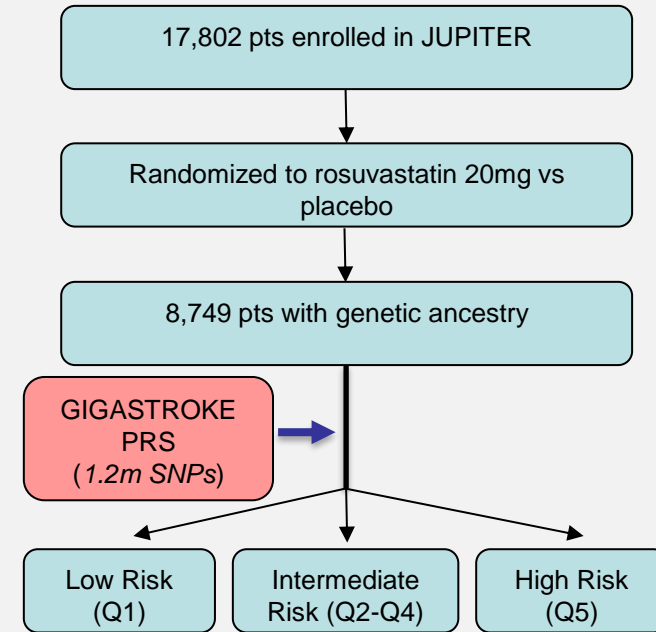 17,802 pts enrolled in JUPITER
Randomized to rosuvastatin 20mg vs
placebo
8,749 pts with genetic ancestry
GIGASTROKE
PRS
(1.2m SNPs)
Low Risk
(Q1)
Intermediate
Risk (Q2-Q4)
High Risk
(Q5)